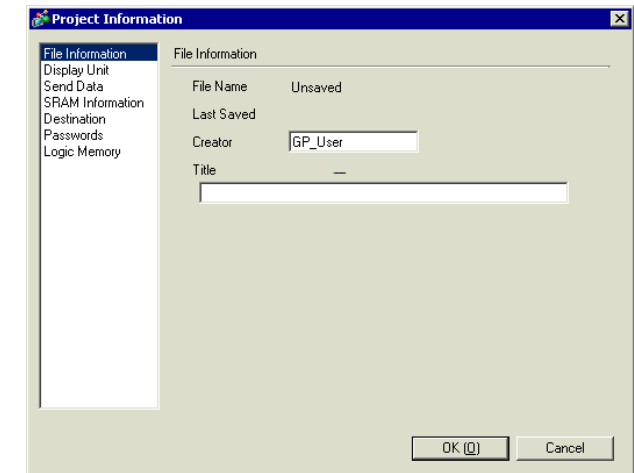 Project Information
File Information
Display Unit
Send Data
SRAM Information
Destination
Passwords
Logic Memory
File Information
File Name Unsaved
Last Saved
Creator GP_User
Title
OK (O) Cancel